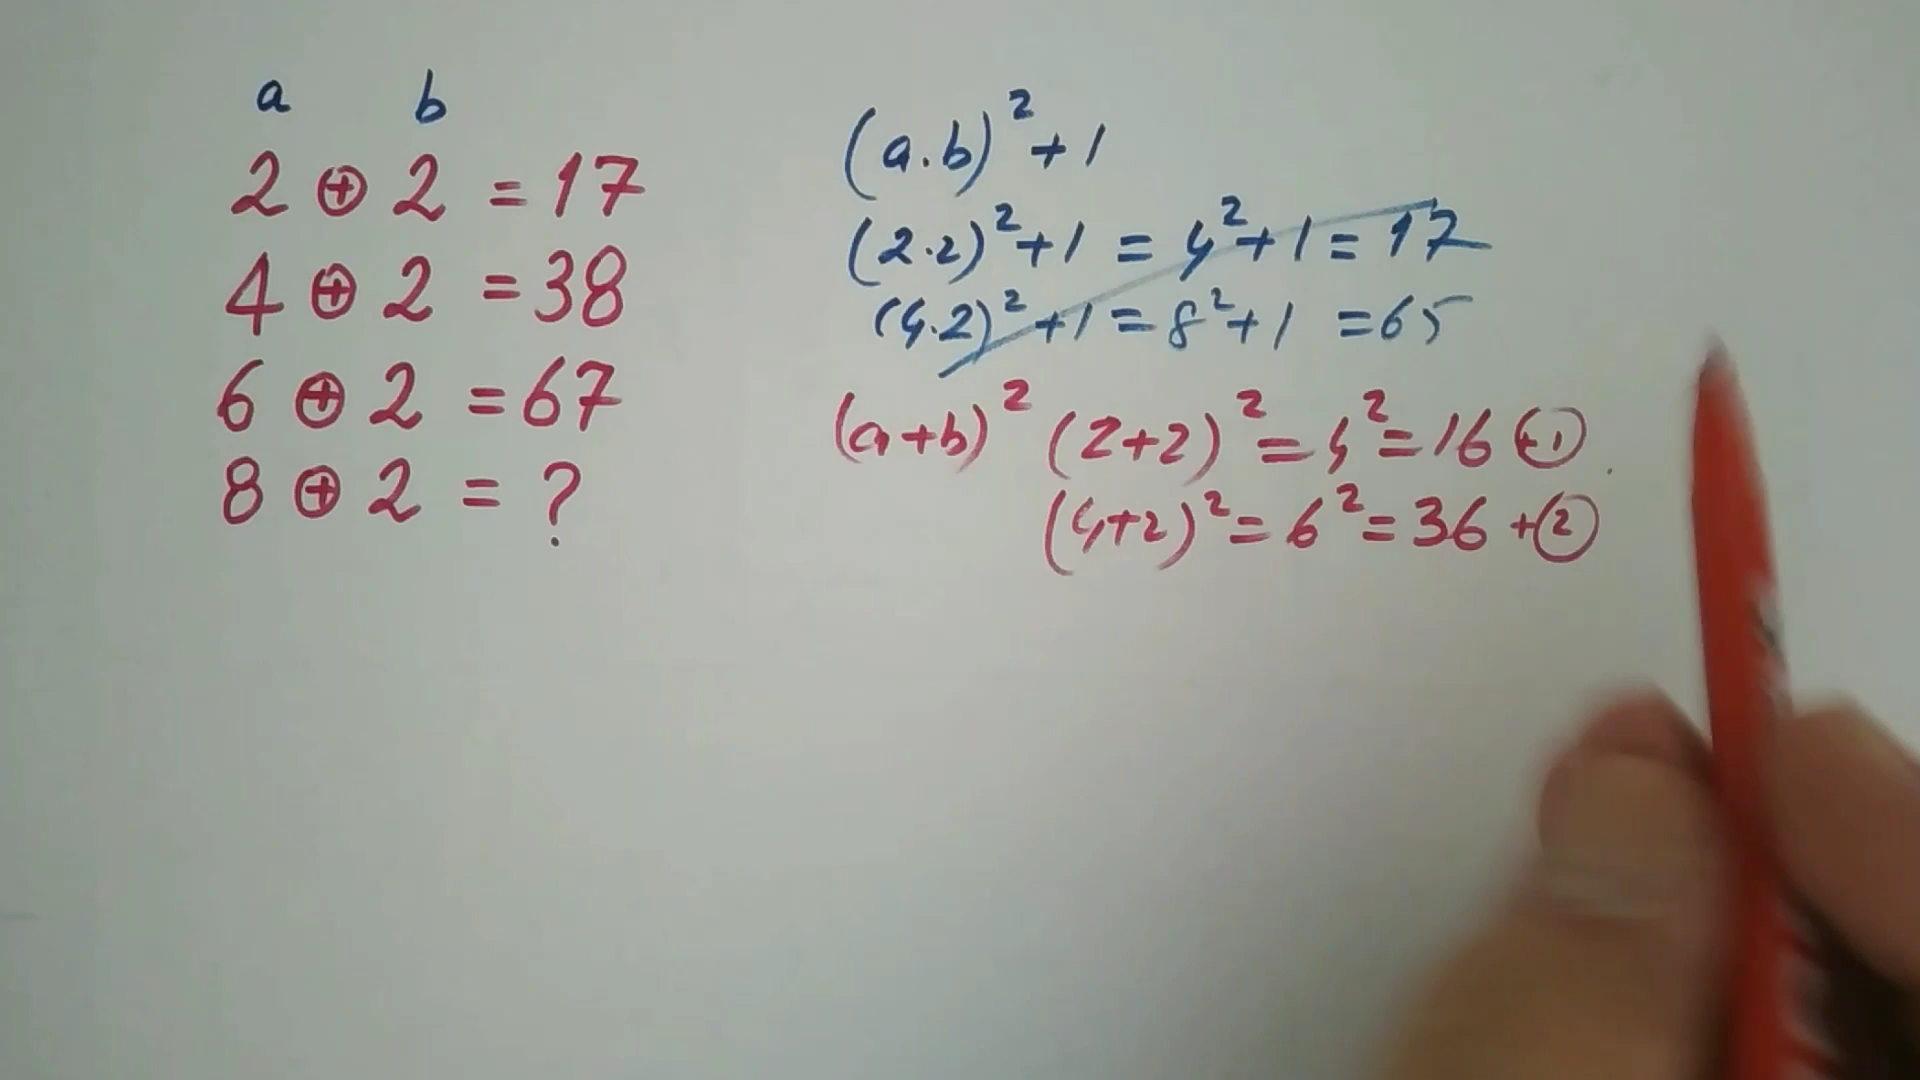 a b
2 ⊕ 2 = 17
4 ⊕ 2 = 38
6 ⊕ 2 = 67
8 ⊕ 2 = ?
(a.b)² + 1
(2.2)² + 1 = 4² + 1 = 17
(4.2)² + 1 = 8² + 1 = 65
(a+b)² (2+2)² = 4² = 16 +1
(4+2)² = 6² = 36 + 2